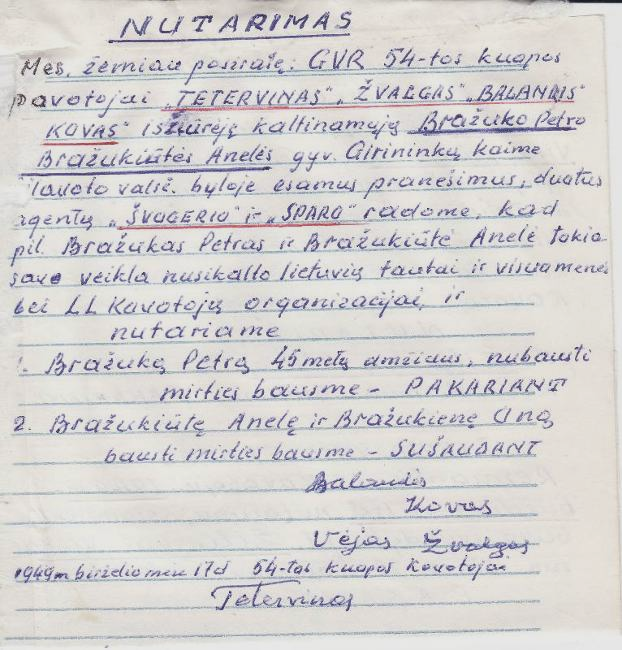 NUTARIMAS
Mes, žemiau pasirašę: GVR 54-tos kuopos
Kavotojai „TETERVINAS", ŽVALGAS" „BALANDIS"
KOVAS" išžiūrėję kaltinamąją Bražuko Petro
Bražukiūtės Anelės gyv. Girininkų kaime
valsč. byloje esamus pranešimus, duotus
agentų „ŠVOGERIO" ir „SPARO" radome, kad
pil. Bražukas Petras ir Bražukiūtė Anelė tokia
savo veikla nusikalto lietuvių tautai ir visuamenei
bei LL Kovotojų organizacijai, ir
nutariame
1. Bražuką Petrą 45 metų amžiaus, nubausti
mirties bausme - PAKARIANT
2. Bražukiūtę Anelę ir Bražukienę Oną
bausti mirties bausme - SUŠAUDANT
Balandis
Kovas
Vėjas Žvalgas
1949 m birželio mėn 17d 54-tos kuopos kovotojai
Tetervinas